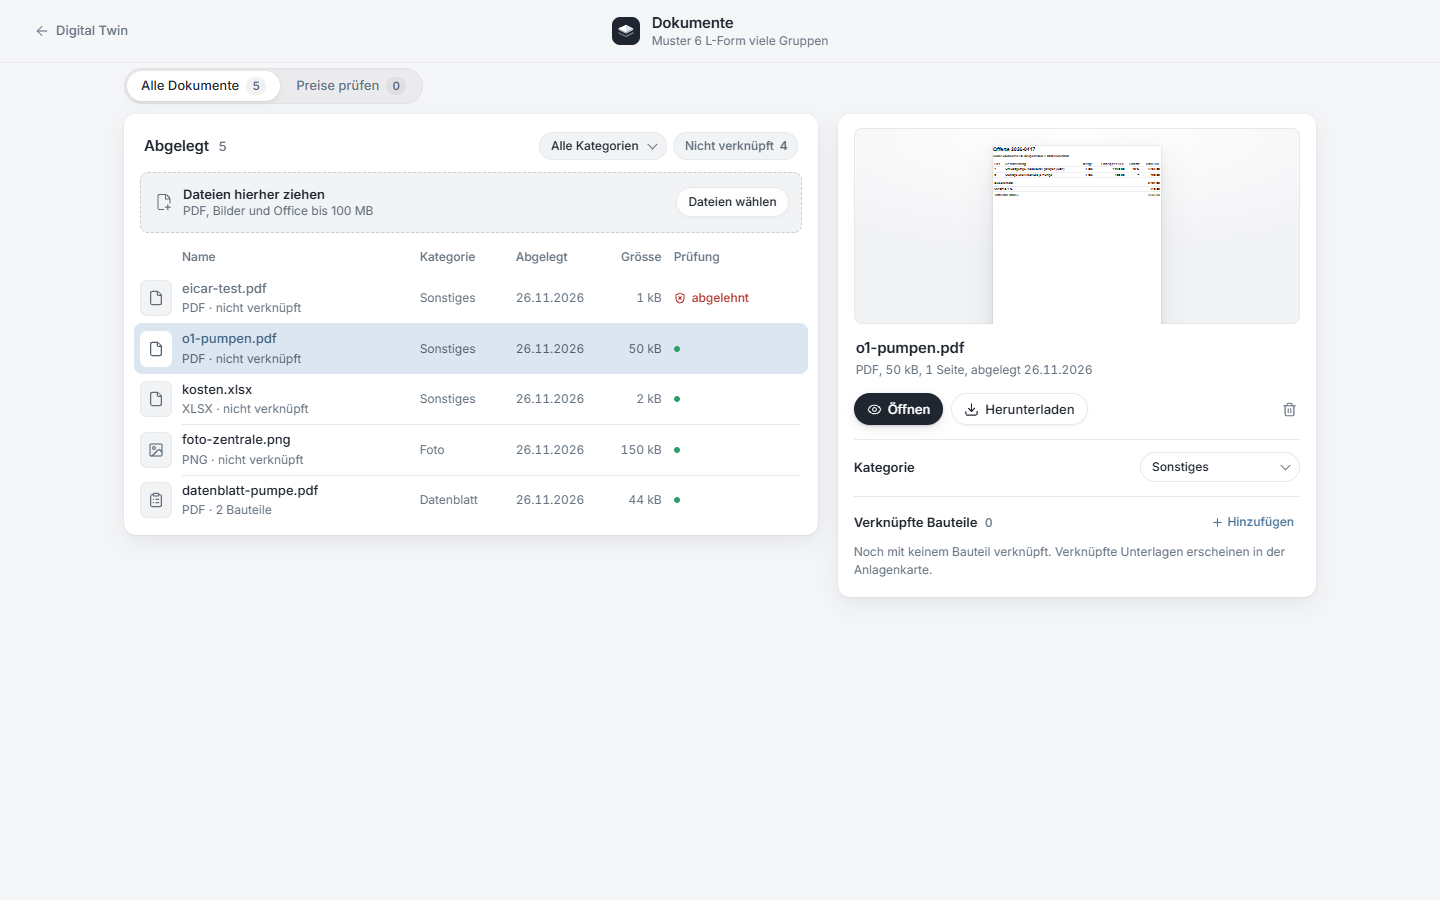 Digital Twin
Dokumente
Muster 6 L-Form viele Gruppen
Alle Dokumente 5 Preise prüfen 0
Abgelegt 5 Alle Kategorien Nicht verknüpft 4
Dateien hierher ziehen
PDF, Bilder und Office bis 100 MB
Dateien wählen
Name Kategorie Abgelegt Grösse Prüfung
eicar-test.pdf
PDF · nicht verknüpft
Sonstiges 26.11.2026 1 kB abgelehnt
o1-pumpen.pdf
PDF · nicht verknüpft
Sonstiges 26.11.2026 50 kB
kosten.xlsx
XLSX · nicht verknüpft
Sonstiges 26.11.2026 2 kB
foto-zentrale.png
PNG · nicht verknüpft
Foto 26.11.2026 150 kB
datenblatt-pumpe.pdf
PDF · 2 Bauteile
Datenblatt 26.11.2026 44 kB
Offerte 2026-0417
o1-pumpen.pdf
PDF, 50 kB, 1 Seite, abgelegt 26.11.2026
Öffnen Herunterladen
Kategorie Sonstiges
Verknüpfte Bauteile 0 Hinzufügen
Noch mit keinem Bauteil verknüpft. Verknüpfte Unterlagen erscheinen in der
Anlagenkarte.